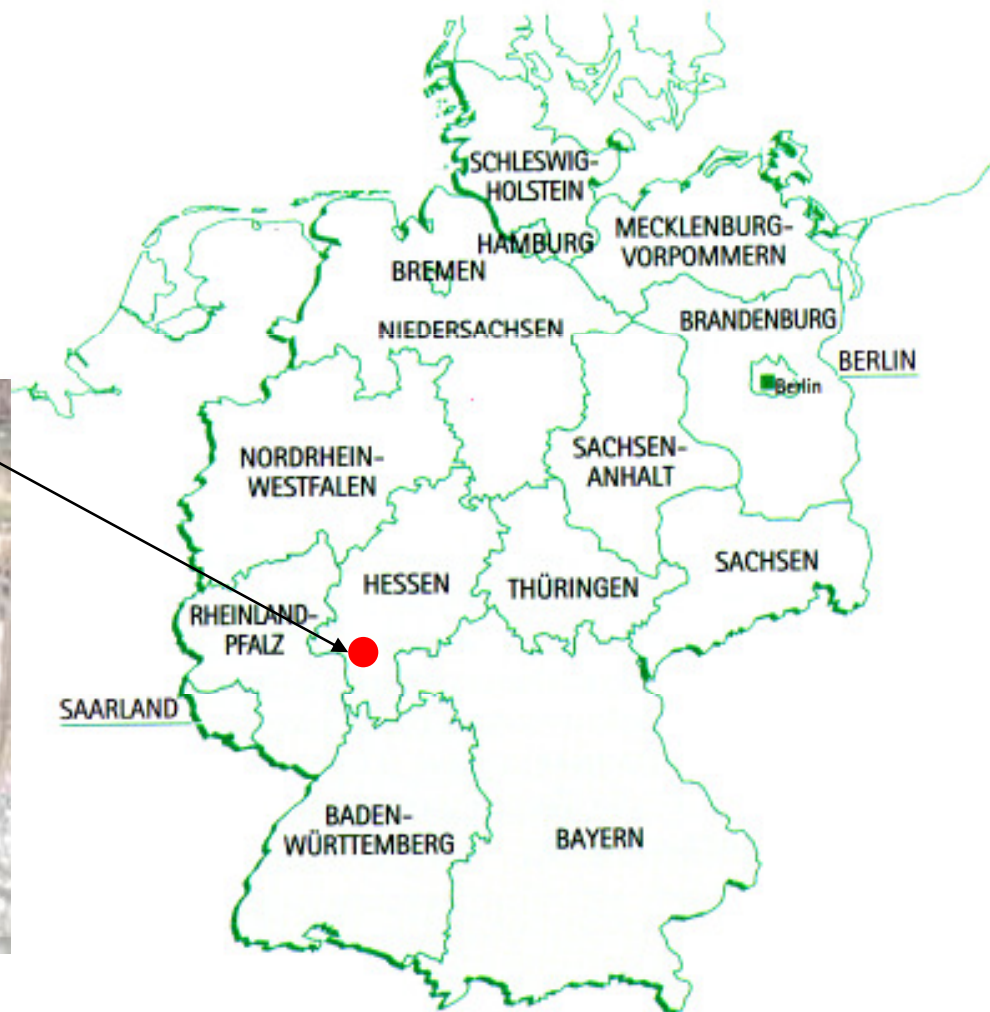 SCHLESWIG-
HOLSTEIN
HAMBURG
MECKLENBURG-
VORPOMMERN
BREMEN
NIEDERSACHSEN
BRANDENBURG
BERLIN
Berlin
NORDRHEIN-
WESTFALEN
SACHSEN-
ANHALT
SACHSEN
HESSEN
THÜRINGEN
RHEINLAND-
PFALZ
SAARLAND
BADEN-
WÜRTTEMBERG
BAYERN